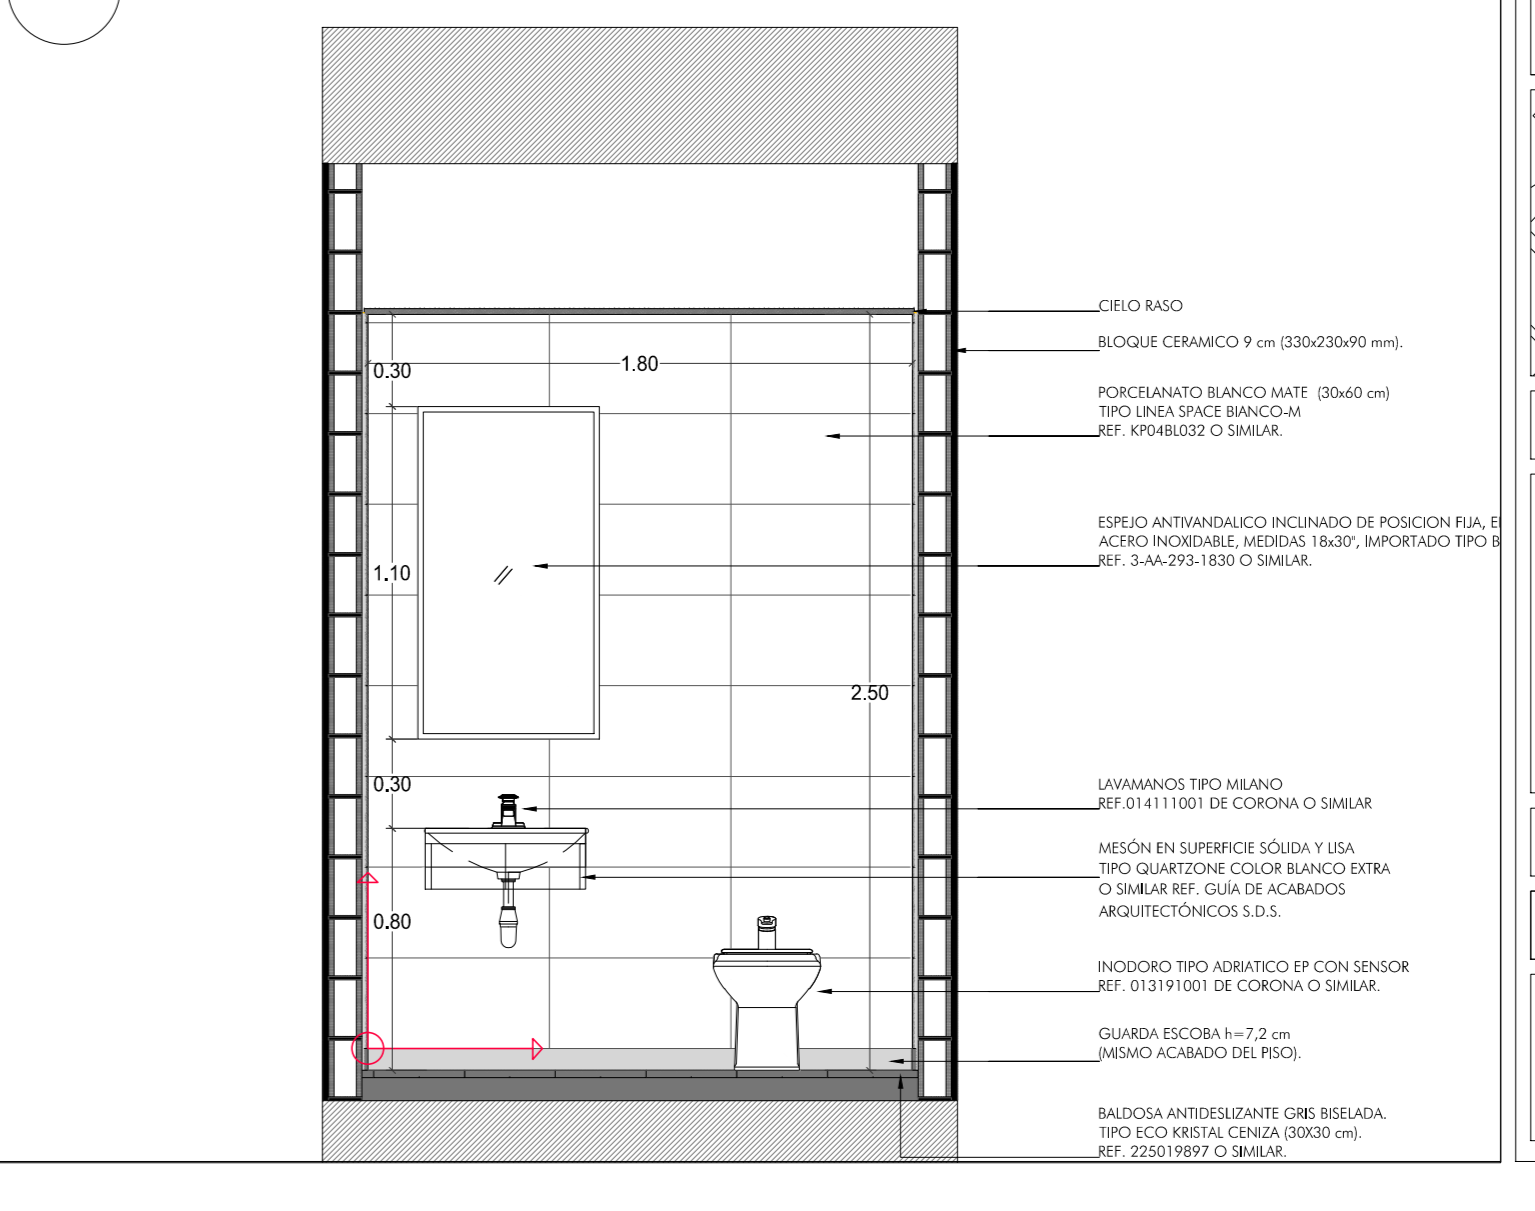 CIELO RASO
BLOQUE CERAMICO 9 cm (330x230x90 mm).
0.30
1.80
PORCELANATO BLANCO MATE (30x60 cm)
TIPO LINEA SPACE BIANCO-M
REF. KP04BL032 O SIMILAR.
ESPEJO ANTIVANDALICO INCLINADO DE POSICION FIJA,
ACERO INOXIDABLE, MEDIDAS 18x30", IMPORTADO TIPO
REF. 3-AA-293-1830 O SIMILAR.
1.10
2.50
0.30
LAVAMANOS TIPO MILANO
REF.014111001 DE CORONA O SIMILAR
MESÓN EN SUPERFICIE SÓLIDA Y LISA
TIPO QUARTZONE COLOR BLANCO EXTRA
O SIMILAR REF. GUÍA DE ACABADOS
ARQUITECTÓNICOS S.D.S.
0.80
INODORO TIPO ADRIATICO EP CON SENSOR
REF. 013191001 DE CORONA O SIMILAR.
GUARDA ESCOBA h=7,2 cm
(MISMO ACABADO DEL PISO).
BALDOSA ANTIDESLIZANTE GRIS BISELADA.
TIPO ECO KRISTAL CENIZA (30X30 cm).
REF. 225019897 O SIMILAR.